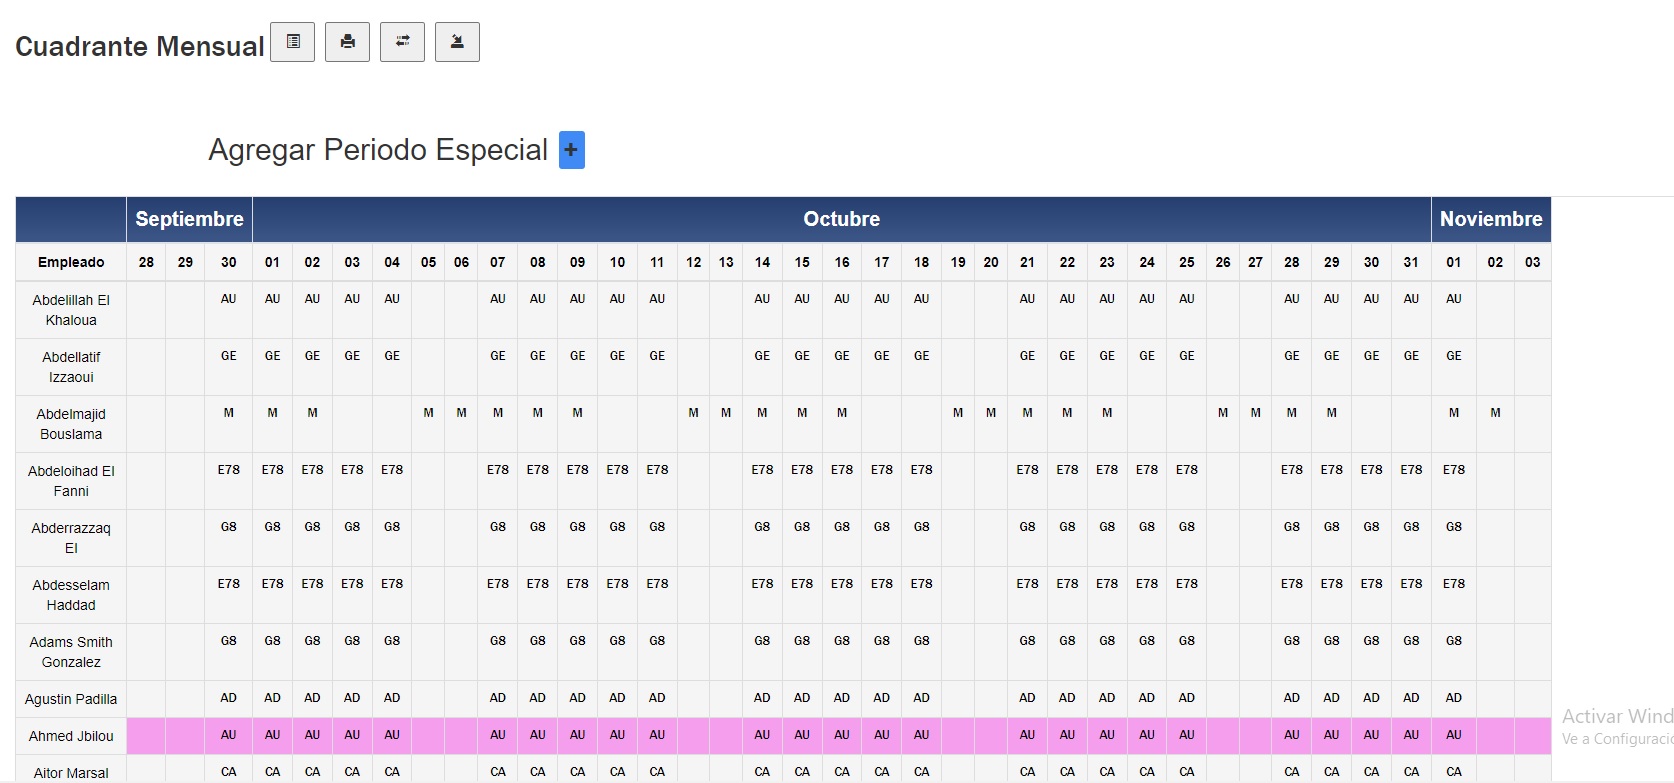 Cuadrante Mensual
Agregar Periodo Especial +
Septiembre Octubre Noviembre
Empleado 28 29 30 01 02 03 04 05 06 07 08 09 10 11 12 13 14 15 16 17 18 19 20 21 22 23 24 25 26 27 28 29 30 31 01 02 03
Abdelillah El AU AU AU AU AU AU AU AU AU AU AU AU AU AU AU AU AU AU AU AU AU AU AU AU AU
Khaloua
Abdellatif GE GE GE GE GE GE GE GE GE GE GE GE GE GE GE GE GE GE GE GE GE GE GE GE GE
Izzaoui
Abdelmajid M M M M M M M M M M M M M M M M M M M M M M M M
Bouslama
Abdeloihad El E78 E78 E78 E78 E78 E78 E78 E78 E78 E78 E78 E78 E78 E78 E78 E78 E78 E78 E78 E78 E78 E78 E78 E78 E78
Fanni
Abderrazzaq G8 G8 G8 G8 G8 G8 G8 G8 G8 G8 G8 G8 G8 G8 G8 G8 G8 G8 G8 G8 G8 G8 G8 G8 G8
El
Abdesselam E78 E78 E78 E78 E78 E78 E78 E78 E78 E78 E78 E78 E78 E78 E78 E78 E78 E78 E78 E78 E78 E78 E78 E78 E78
Haddad
Adams Smith G8 G8 G8 G8 G8 G8 G8 G8 G8 G8 G8 G8 G8 G8 G8 G8 G8 G8 G8 G8 G8 G8 G8 G8 G8
Gonzalez
Agustin Padilla AD AD AD AD AD AD AD AD AD AD AD AD AD AD AD AD AD AD AD AD AD AD AD AD AD
Ahmed Jbilou AU AU AU AU AU AU AU AU AU AU AU AU AU AU AU AU AU AU AU AU AU AU AU AU AU
Aitor Marsal CA CA CA CA CA CA CA CA CA CA CA CA CA CA CA CA CA CA CA CA CA CA CA CA CA
Activar Wind
Ve a Configuració